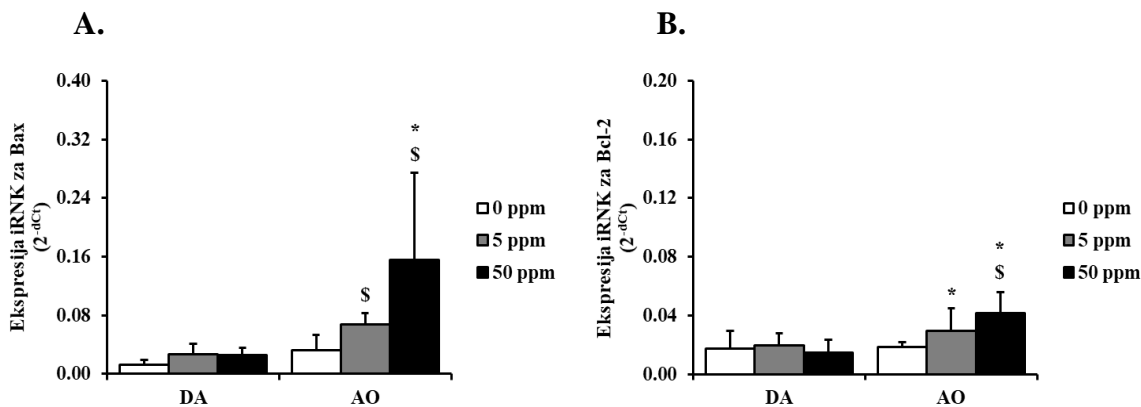 A.
Ekspresija iRNK za Bax
(2^-dCt)
0.40
0.32
0.24
0.16
0.08
0.00
*
$
$
DA
AO
0 ppm
5 ppm
50 ppm
B.
Ekspresija iRNK za Bcl-2
(2^-dCt)
0.20
0.16
0.12
0.08
0.04
0.00
*
*
$
DA
AO
0 ppm
5 ppm
50 ppm